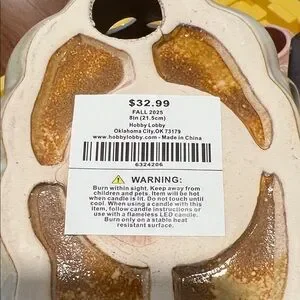 $32.99
FALL 2025
8in (21.5cm)
Hobby Lobby
Oklahoma City,OK 73179
www.hobbylobby.com - Made in China
6324206
WARNING:
Burn within sight. Keep away from
children and pets. Item will be hot
when candle is lit. Do not touch until
cool. When using a candle with this
item, follow candle instructions or
use with a flameless LED candle.
Burn only on a stable heat
resistant surface.